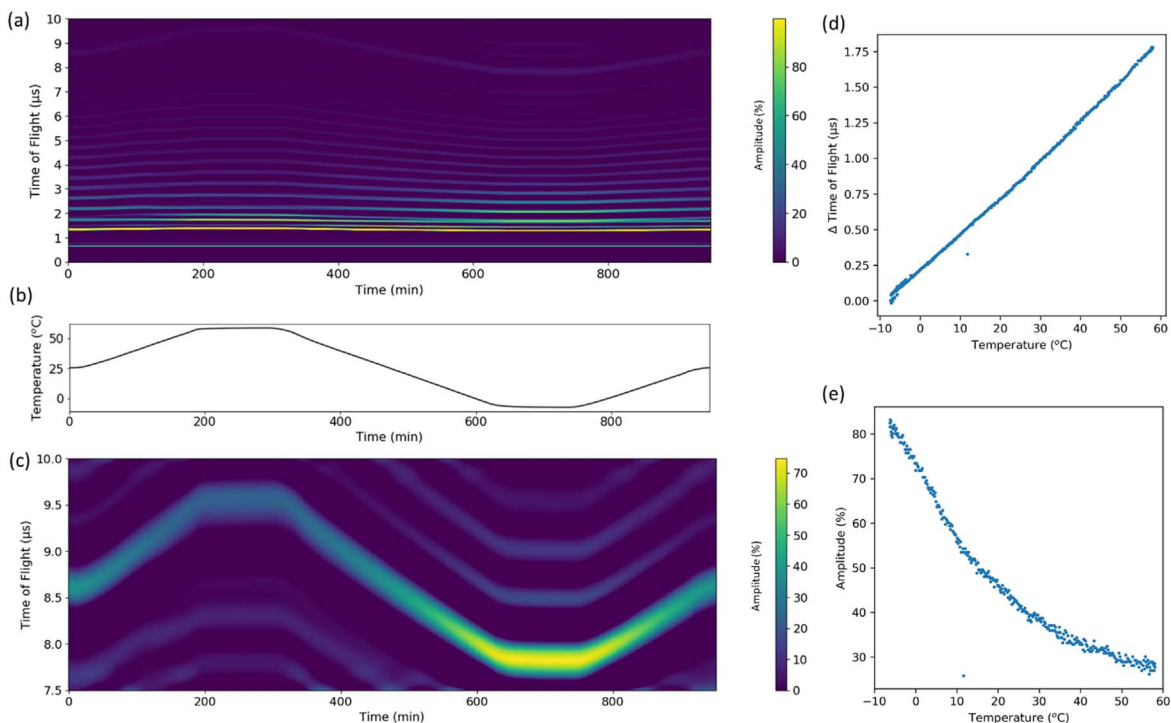 (a)
10
9
8
7
6
5
4
3
2
1
0
Time of Flight (μs)
0 200 400 600 800
Time (min)
80
60
40
20
0
Amplitude (%)
(b)
50
25
0
Temperature (°C)
0 200 400 600 800
Time (min)
(c)
10.0
9.5
9.0
8.5
8.0
7.5
Time of Flight (μs)
0 200 400 600 800
Time (min)
70
60
50
40
30
20
10
0
Amplitude (%)
(d)
1.75
1.50
1.25
1.00
0.75
0.50
0.25
0.00
Δ Time of Flight (μs)
−10 0 10 20 30 40 50 60
Temperature (°C)
(e)
80
70
60
50
40
30
Amplitude (%)
−10 0 10 20 30 40 50 60
Temperature (°C)